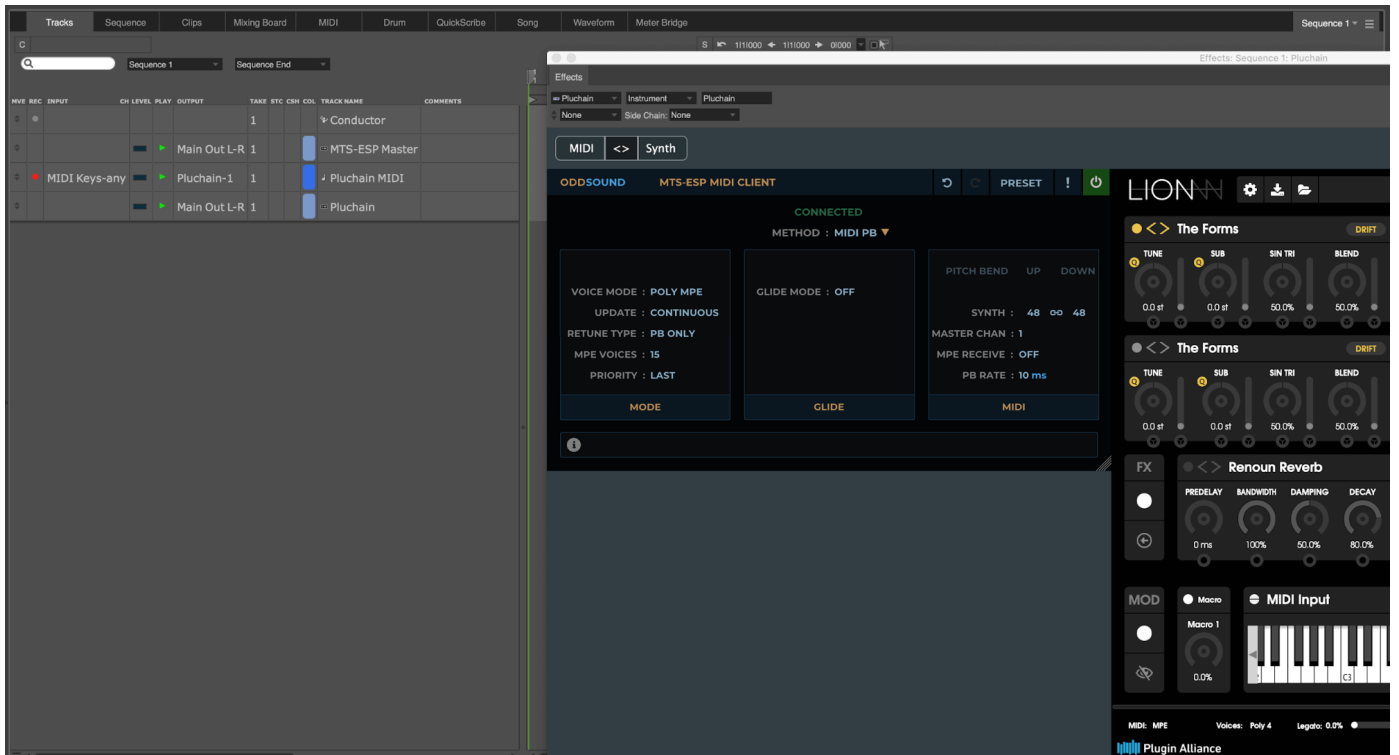 Tracks Sequence Clips Mixing Board MIDI Drum QuickScribe Song Waveform Meter Bridge Sequence 1
C
S 1|1|000 1|1|000 0|000
Sequence 1 Sequence End
Effects: Sequence 1: Pluchain
Effects
Pluchain Instrument Pluchain
None Side Chain: None
MVE REC INPUT CH LEVEL PLAY OUTPUT TAKE STC CSH COL TRACK NAME COMMENTS
1 Conductor
Main Out L-R 1 MTS-ESP Master
MIDI Keys-any Pluchain-1 1 Pluchain MIDI
Main Out L-R 1 Pluchain
MIDI <> Synth
ODDSOUND MTS-ESP MIDI CLIENT PRESET !
CONNECTED
METHOD : MIDI PB
VOICE MODE : POLY MPE
UPDATE : CONTINUOUS
RETUNE TYPE : PB ONLY
MPE VOICES : 15
PRIORITY : LAST
MODE
GLIDE MODE : OFF
GLIDE
PITCH BEND UP DOWN
SYNTH : 48 48
MASTER CHAN : 1
MPE RECEIVE : OFF
PB RATE : 10 ms
MIDI
LION
The Forms DRIFT
TUNE SUB SIN TRI BLEND
Q Q
0.0 st 0.0 st 50.0% 50.0%
The Forms DRIFT
TUNE SUB SIN TRI BLEND
Q Q
0.0 st 0.0 st 50.0% 50.0%
FX Renoun Reverb
PREDELAY BANDWIDTH DAMPING DECAY
0 ms 100% 50.0% 80.0%
MOD Macro MIDI Input
Macro 1
0.0%
C3
MIDI: MPE Voices: Poly 4 Legato: 0.0%
Plugin Alliance